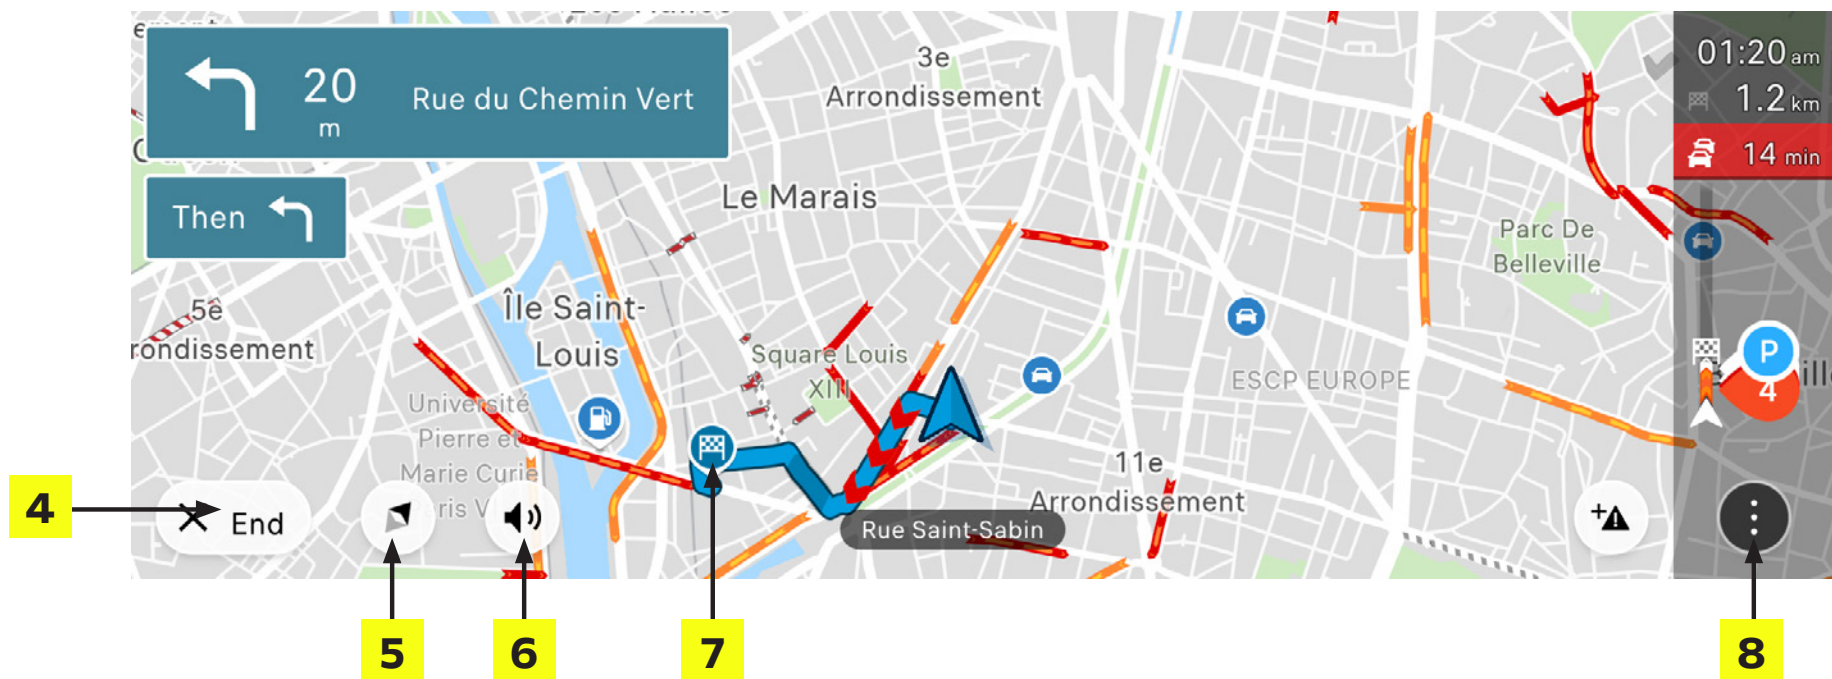 20
m
Rue du Chemin Vert
Then
3e
Arrondissement
01:20 am
1.2 km
14 min
Le Marais
Parc De
Belleville
5e
rondissement
Île Saint-
Louis
Square Louis
XIII
ESCP EUROPE
P
4
Université
Pierre et
Marie Curie
aris V
11e
Arrondissement
Rue Saint-Sabin
End
4
5
6
7
8